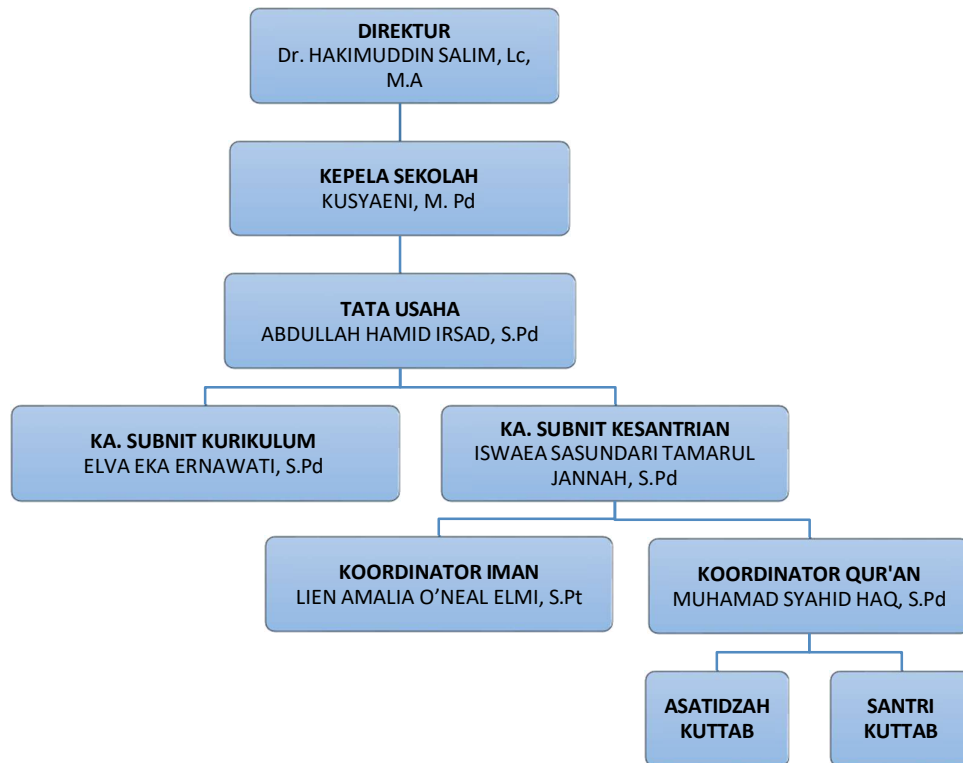 DIREKTUR
Dr. HAKIMUDDIN SALIM, Lc,
M.A
KEPELA SEKOLAH
KUSYAENI, M. Pd
TATA USAHA
ABDULLAH HAMID IRSAD, S.Pd
KA. SUBNIT KURIKULUM
ELVA EKA ERNAWATI, S.Pd
KA. SUBNIT KESANTRIAN
ISWAEA SASUNDARI TAMARUL
JANNAH, S.Pd
KOORDINATOR IMAN
LIEN AMALIA O’NEAL ELMI, S.Pt
KOORDINATOR QUR'AN
MUHAMAD SYAHID HAQ, S.Pd
ASATIDZAH
KUTTAB
SANTRI
KUTTAB